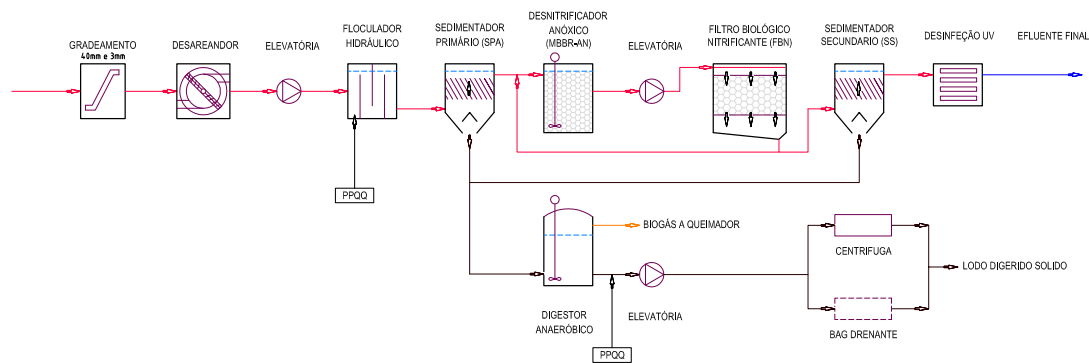 GRADEAMENTO
40mm e 3mm
DESAREANDOR
ELEVATÓRIA
FLOCULADOR
HIDRÁULICO
SEDIMENTADOR
PRIMÁRIO (SPA)
DESNITRIFICADOR
ANÓXICO
(MBBR-AN)
ELEVATÓRIA
FILTRO BIOLÓGICO
NITRIFICANTE (FBN)
SEDIMENTADOR
SECUNDARIO (SS)
DESINFEÇÃO UV
EFLUENTE FINAL
PPQQ
BIOGÁS A QUEIMADOR
DIGESTOR
ANAERÓBICO
ELEVATÓRIA
PPQQ
CENTRIFUGA
BAG DRENANTE
LODO DIGERIDO SOLIDO